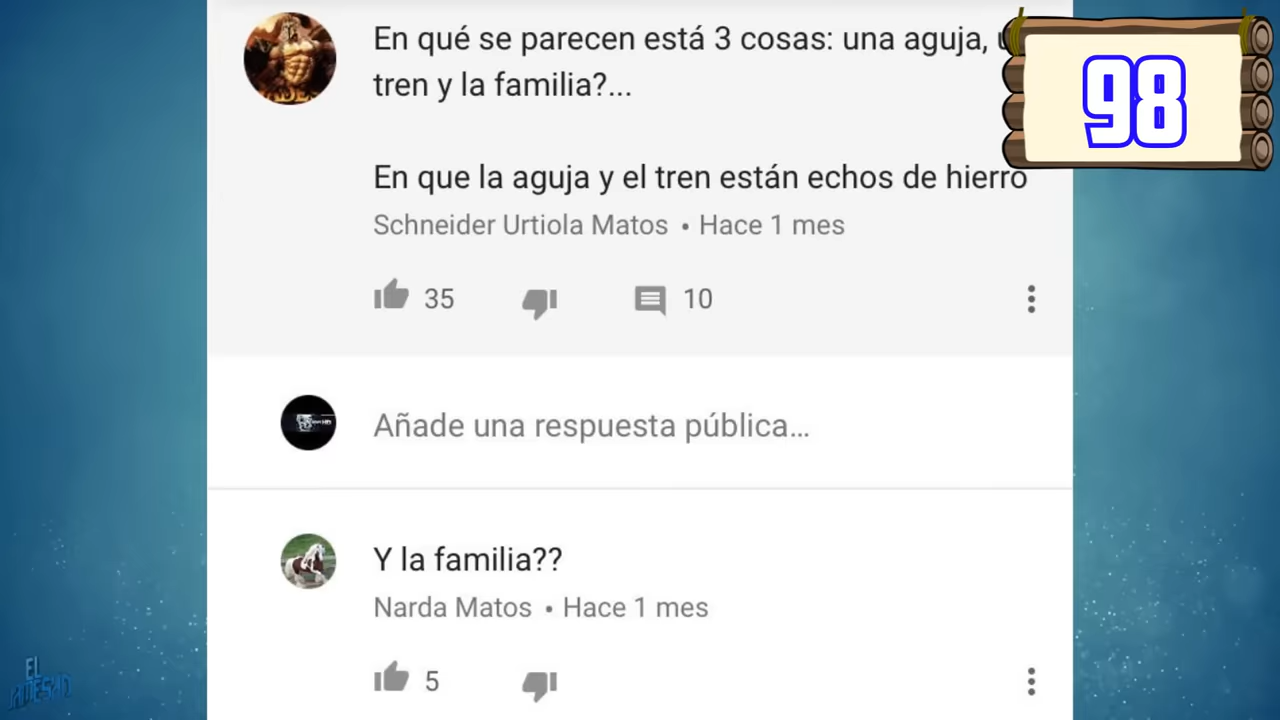 En qué se parecen está 3 cosas: una aguja,
tren y la familia?...
98
En que la aguja y el tren están echos de hierro
Schneider Urtiola Matos • Hace 1 mes
35
10
Añade una respuesta pública...
Y la familia??
Narda Matos • Hace 1 mes
5
EL